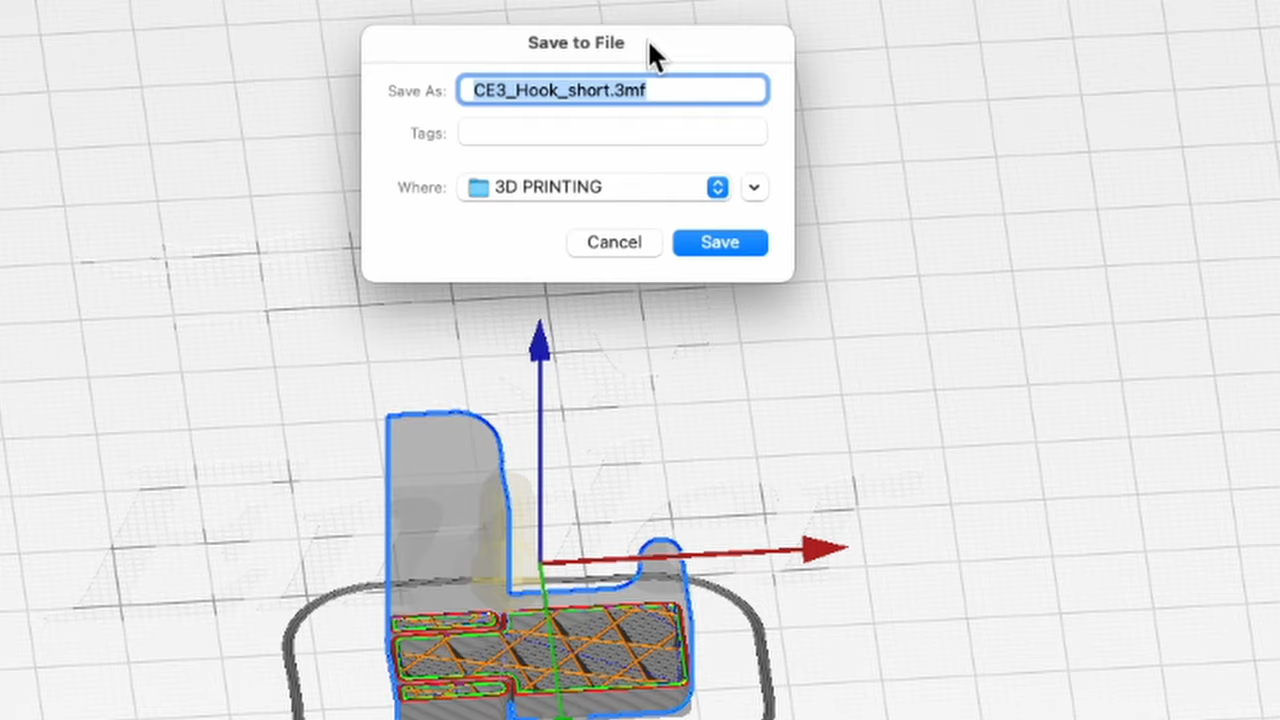 Save to File
Save As: CE3_Hook_short.3mf
Tags:
Where: 3D PRINTING
Cancel Save